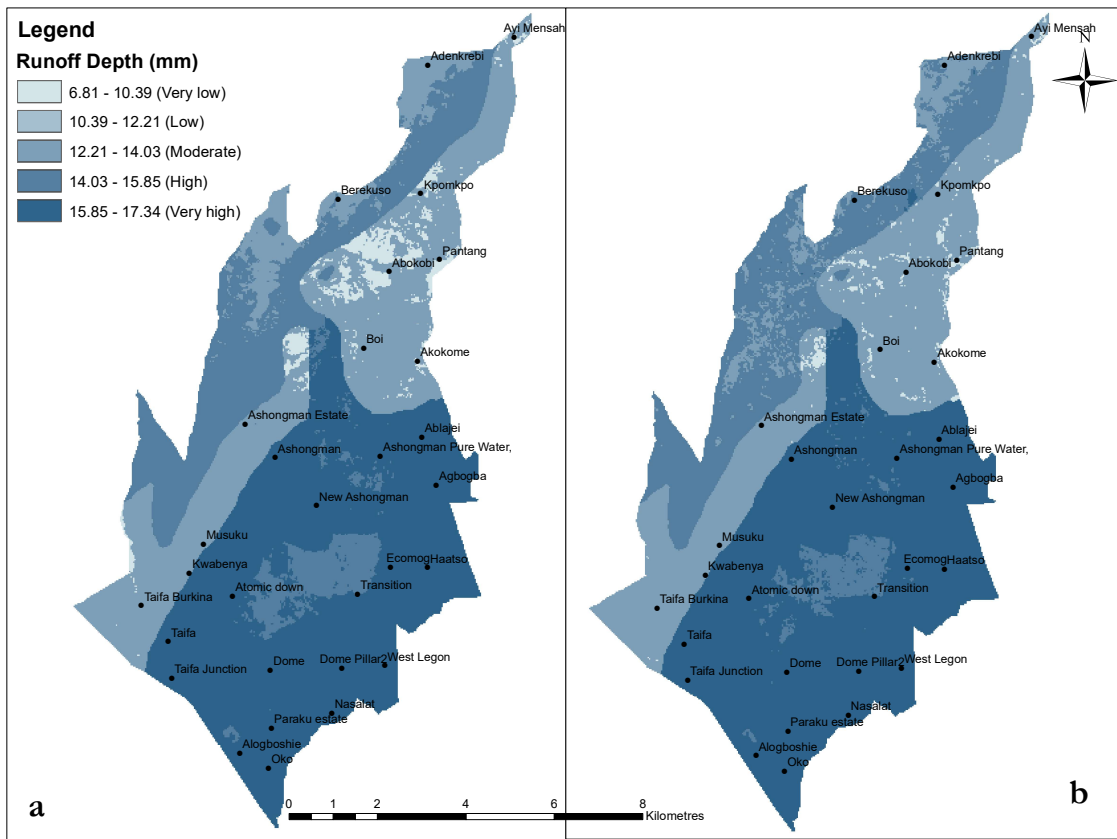 Legend
Runoff Depth (mm)
6.81 - 10.39 (Very low)
10.39 - 12.21 (Low)
12.21 - 14.03 (Moderate)
14.03 - 15.85 (High)
15.85 - 17.34 (Very high)
Ayi Mensah
Adenkrebi
Berekuso
Kpomkpo
Pantang
Abokobi
Boi
Akokome
Ashongman Estate
Ablajei
Ashongman
Ashongman Pure Water,
Agbogba
New Ashongman
Musuku
Ecomog
Haatso
Kwabenya
Atomic down
Transition
Taifa Burkina
Taifa
Taifa Junction
Dome
Dome Pillar2
West Legon
Nasalat
Paraku estate
Alogboshie
Oko
a
0 1 2 4 6 8
Kilometres
Ayi Mensah
N
Adenkrebi
Berekuso
Kpomkpo
Pantang
Abokobi
Boi
Akokome
Ashongman Estate
Ablajei
Ashongman
Ashongman Pure Water,
Agbogba
New Ashongman
Musuku
Ecomog
Haatso
Kwabenya
Atomic down
Transition
Taifa Burkina
Taifa
Taifa Junction
Dome
Dome Pillar2
West Legon
Nasalat
Paraku estate
Alogboshie
Oko
b